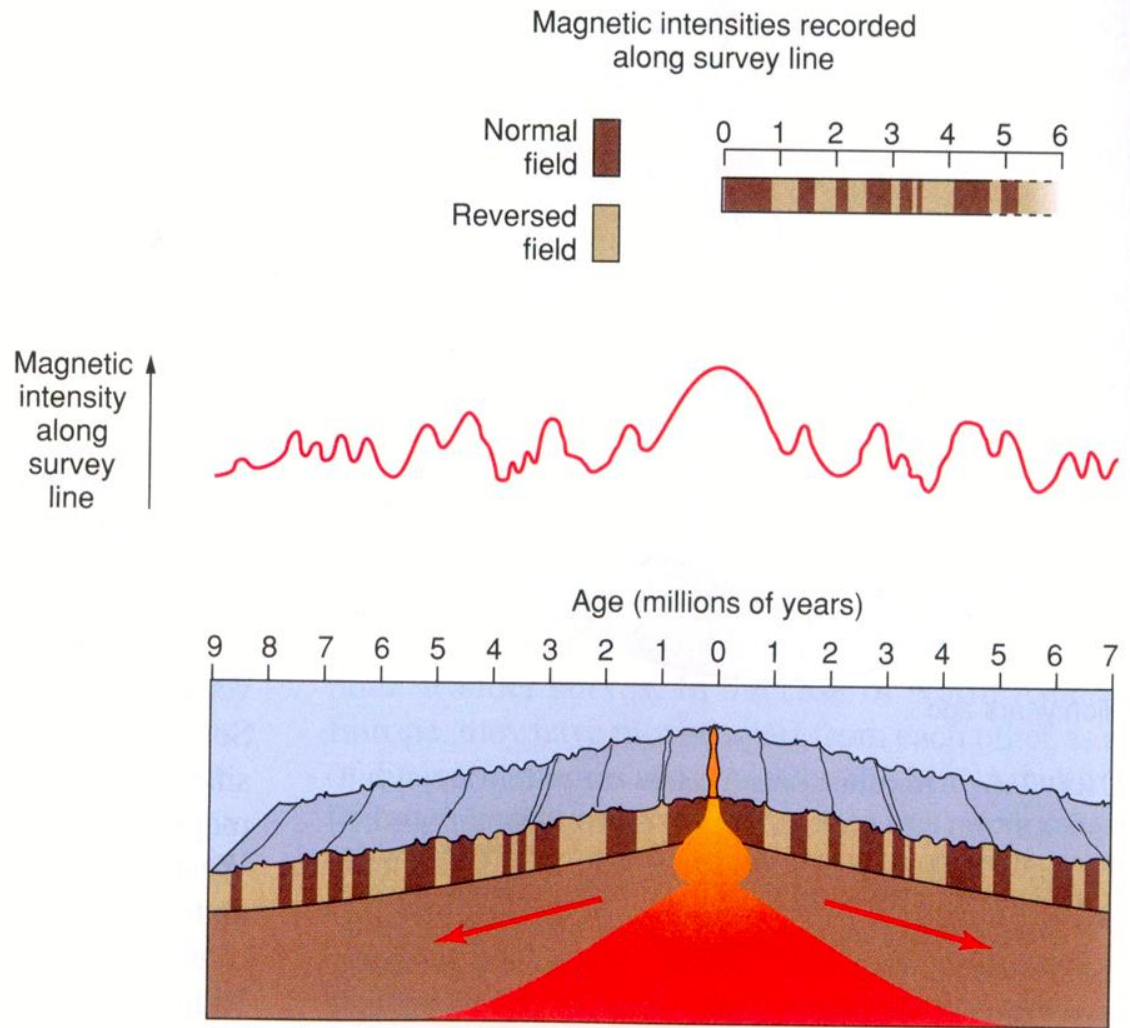 Magnetic intensities recorded
along survey line
Normal
field
0 1 2 3 4 5 6
Reversed
field
Magnetic
intensity
along
survey
line
Age (millions of years)
9 8 7 6 5 4 3 2 1 0 1 2 3 4 5 6 7